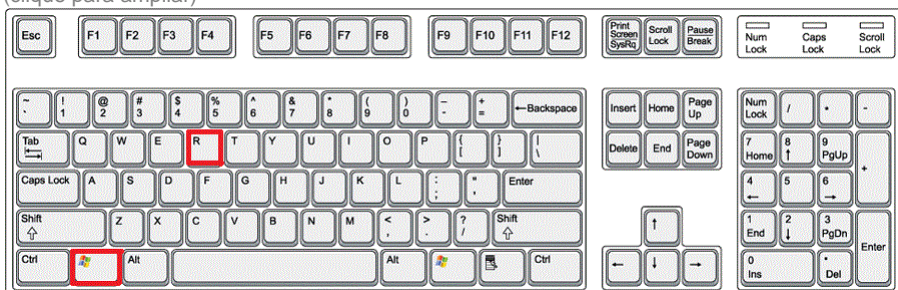 (clique para ampliar)
Esc F1 F2 F3 F4 F5 F6 F7 F8 F9 F10 F11 F12 Print Screen SysRq Scroll Lock Pause Break Num Lock Caps Lock Scroll Lock
~ ` ! 1 @ 2 # 3 $ 4 % 5 ^ 6 & 7 * 8 ( 9 ) 0 – - + = ←Backspace Insert Home Page Up Num Lock / * -
Tab Q W E R T Y U I O P { [ } ] | \ Delete End Page Down 7 Home 8 ↑ 9 PgUp +
Caps Lock A S D F G H J K L : ; " ' Enter 4 ← 5 6 →
Shift Z X C V B N M < , > . ? / Shift ↑ 1 End 2 ↓ 3 PgDn Enter
Ctrl Alt Alt Ctrl ← ↓ → 0 Ins . Del